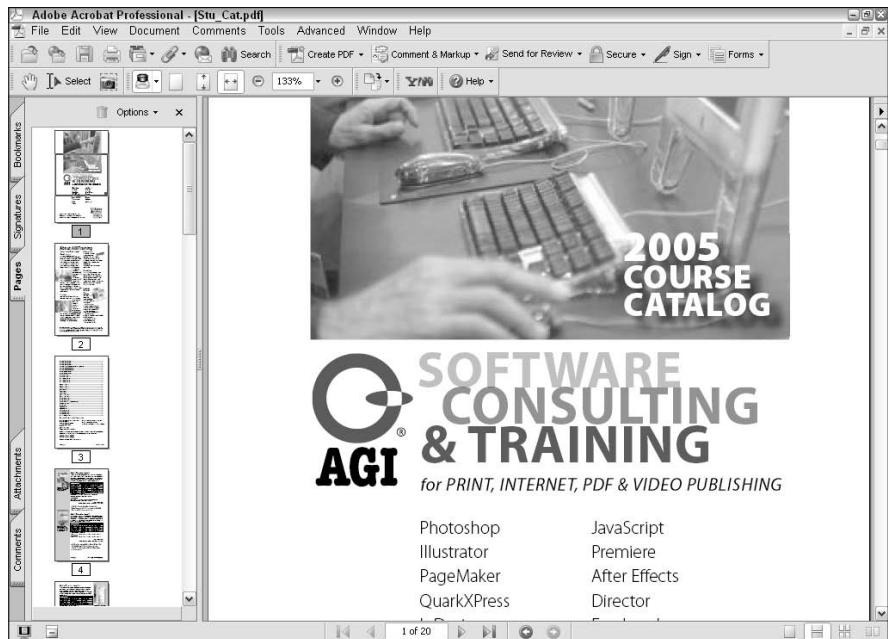 Adobe Acrobat Professional - [Stu_Cat.pdf]
File Edit View Document Comments Tools Advanced Window Help
Search Create PDF Comment & Markup Send for Review Secure Sign Forms
Select 133% Help
Options
Bookmarks
Signatures
Pages
Attachments
Comments
1
About AGI Training
2
3
4
2005
COURSE
CATALOG
SOFTWARE
CONSULTING
& TRAINING
AGI ®
for PRINT, INTERNET, PDF & VIDEO PUBLISHING
Photoshop JavaScript
Illustrator Premiere
PageMaker After Effects
QuarkXPress Director
1 of 20